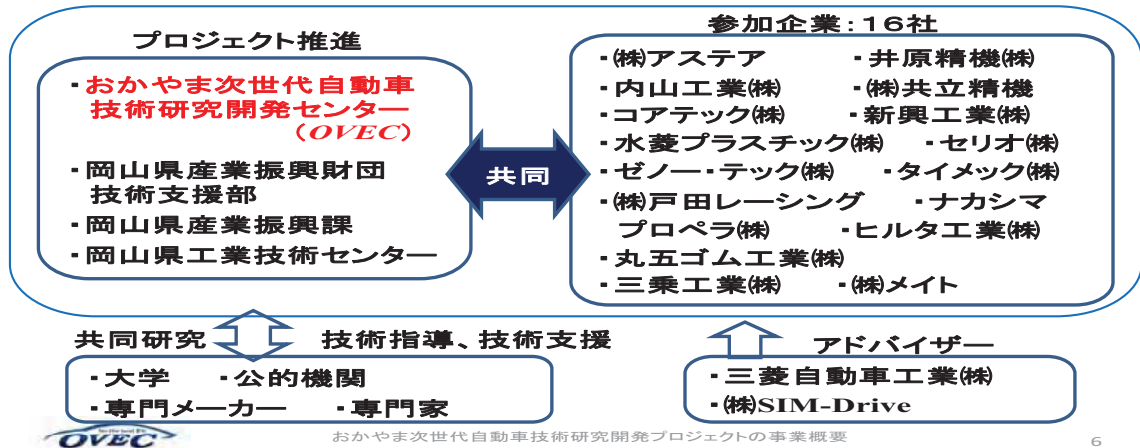 プロジェクト推進
・おかやま次世代自動車
技術研究開発センター
（OVEC）
・岡山県産業振興財団
技術支援部
・岡山県産業振興課
・岡山県工業技術センター
共同
参加企業：16社
・㈱アステア ・井原精機㈱
・内山工業㈱ ・㈱共立精機
・コアテック㈱ ・新興工業㈱
・水菱プラスチック㈱ ・セリオ㈱
・ゼノー・テック㈱ ・タイメック㈱
・㈱戸田レーシング ・ナカシマ
プロペラ㈱ ・ヒルタ工業㈱
・丸五ゴム工業㈱
・三乗工業㈱ ・㈱メイト
共同研究 技術指導、技術支援
・大学 ・公的機関
・専門メーカー ・専門家
アドバイザー
・三菱自動車工業㈱
・㈱SIM-Drive
OVEC
おかやま次世代自動車技術研究開発プロジェクトの事業概要
6